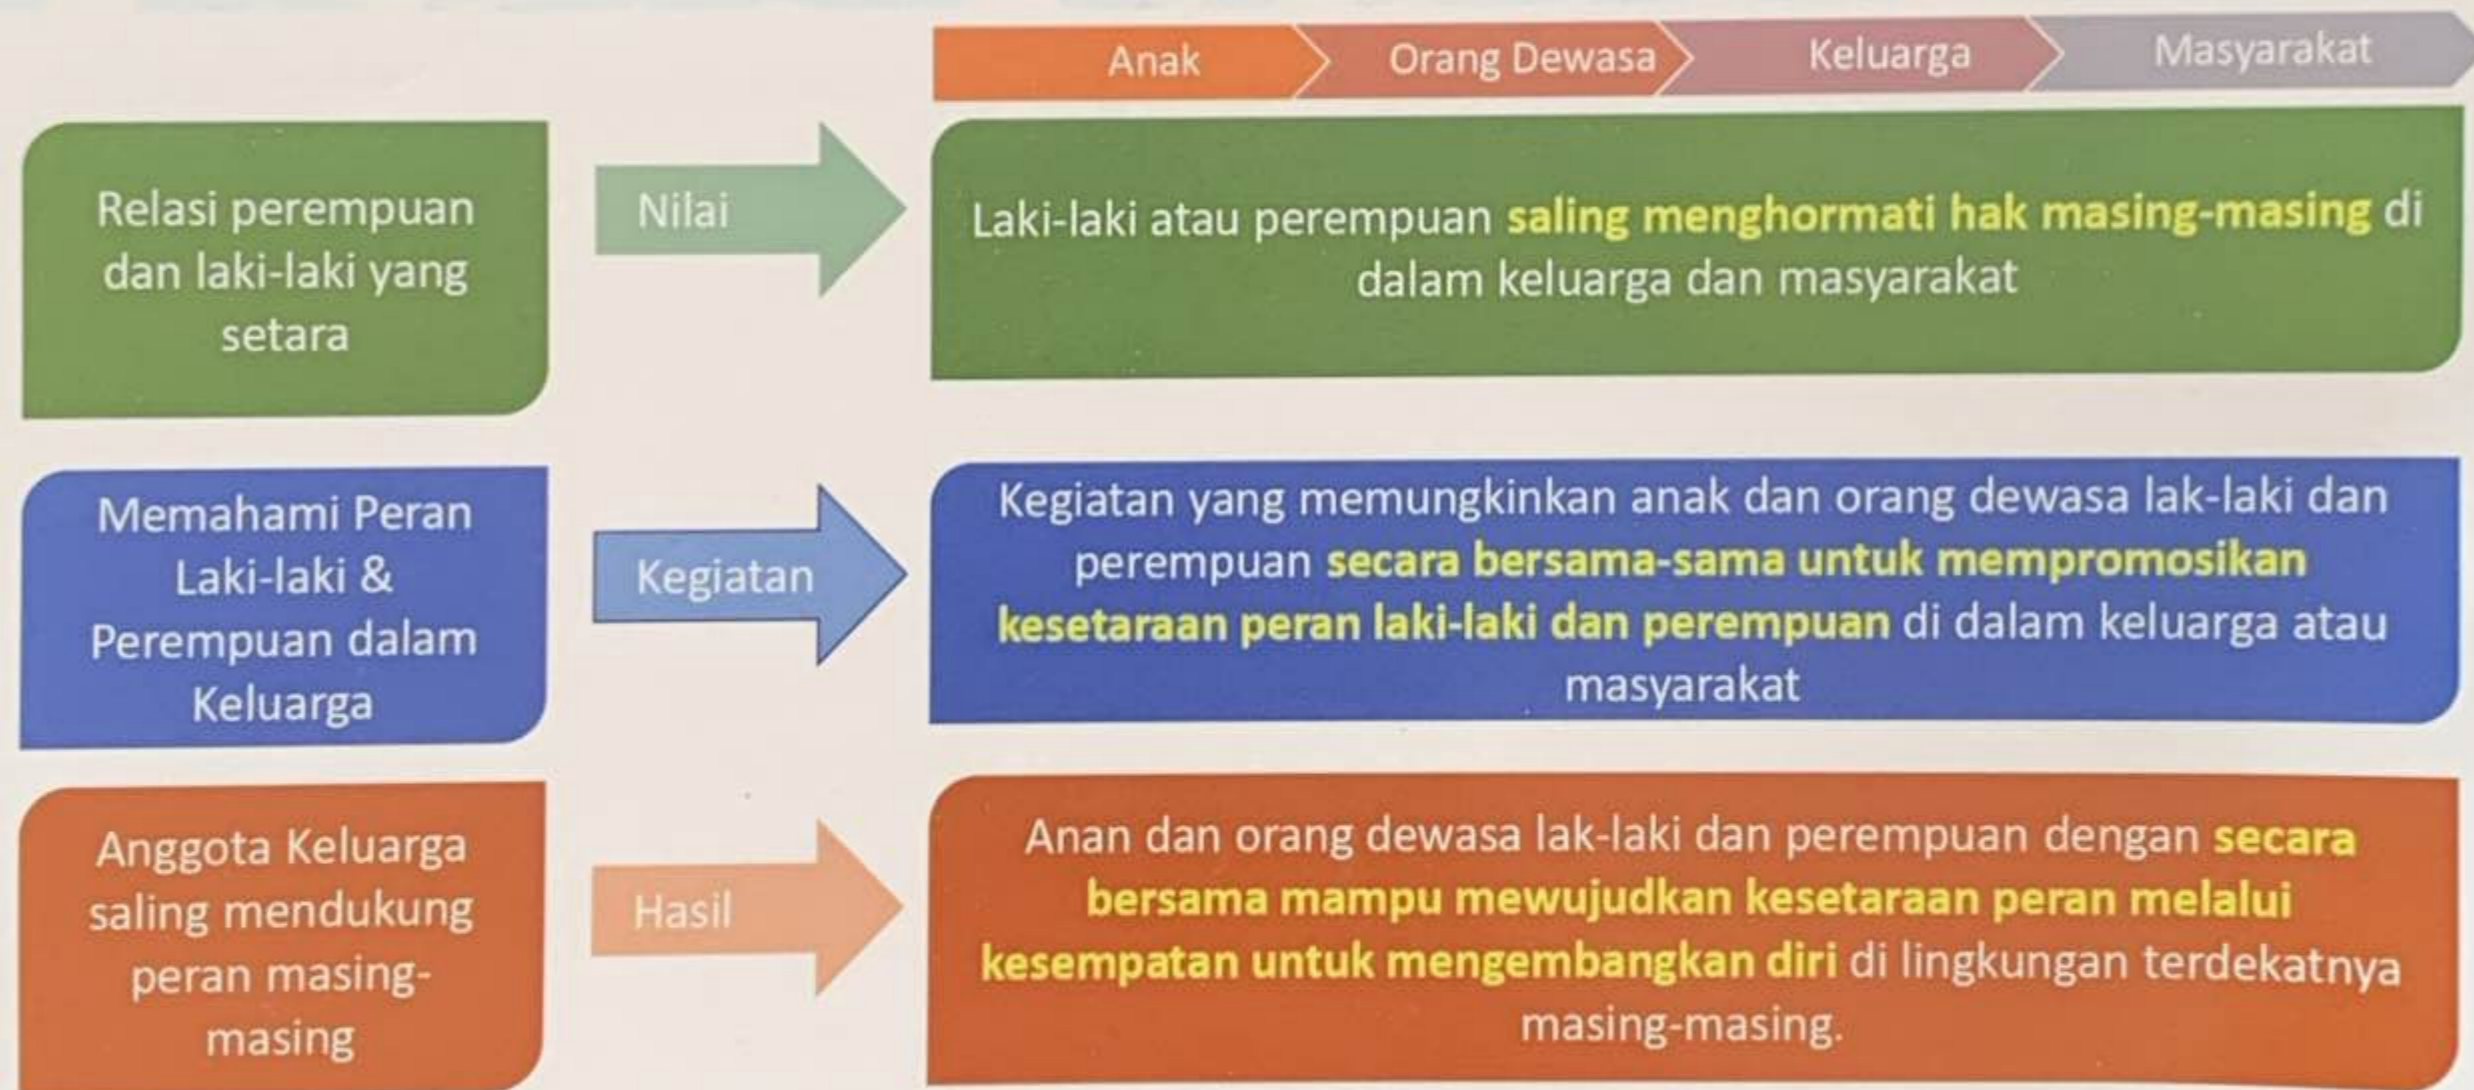 Anak
Orang Dewasa
Keluarga
Masyarakat
Relasi perempuan
dan laki-laki yang
setara
Nilai
Laki-laki atau perempuan saling menghormati hak masing-masing di
dalam keluarga dan masyarakat
Memahami Peran
Laki-laki &
Perempuan dalam
Keluarga
Kegiatan
Kegiatan yang memungkinkan anak dan orang dewasa lak-laki dan
perempuan secara bersama-sama untuk mempromosikan
kesetaraan peran laki-laki dan perempuan di dalam keluarga atau
masyarakat
Anggota Keluarga
saling mendukung
peran masing-
masing
Hasil
Anan dan orang dewasa lak-laki dan perempuan dengan secara
bersama mampu mewujudkan kesetaraan peran melalui
kesempatan untuk mengembangkan diri di lingkungan terdekatnya
masing-masing.